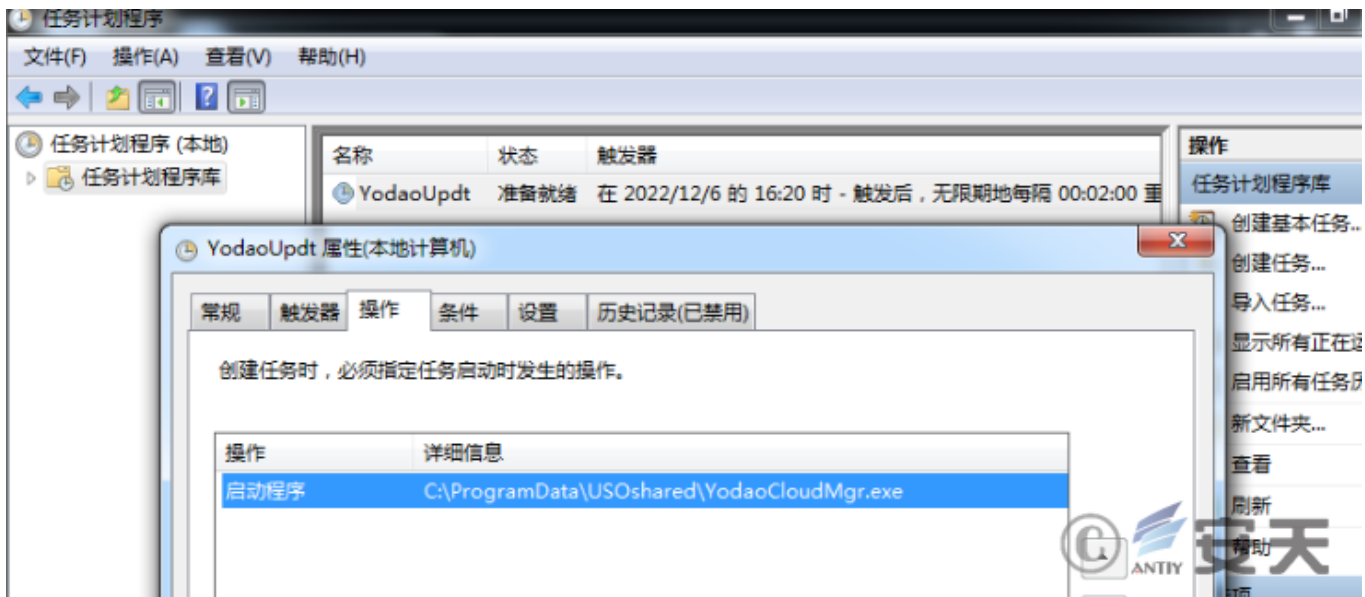 任务计划程序
文件(F) 操作(A) 查看(V) 帮助(H)
任务计划程序 (本地)
任务计划程序库
名称 状态 触发器
YodaoUpdt 准备就绪 在 2022/12/6 的 16:20 时 - 触发后，无限期地每隔 00:02:00 重
操作
任务计划程序库
创建基本任务...
创建任务...
导入任务...
显示所有正在运
启用所有任务历
新文件夹...
查看
刷新
帮助
YodaoUpdt 属性(本地计算机)
常规 触发器 操作 条件 设置 历史记录(已禁用)
创建任务时，必须指定任务启动时发生的操作。
操作 详细信息
启动程序 C:\ProgramData\USOshared\YodaoCloudMgr.exe
©
ANTIY 安天